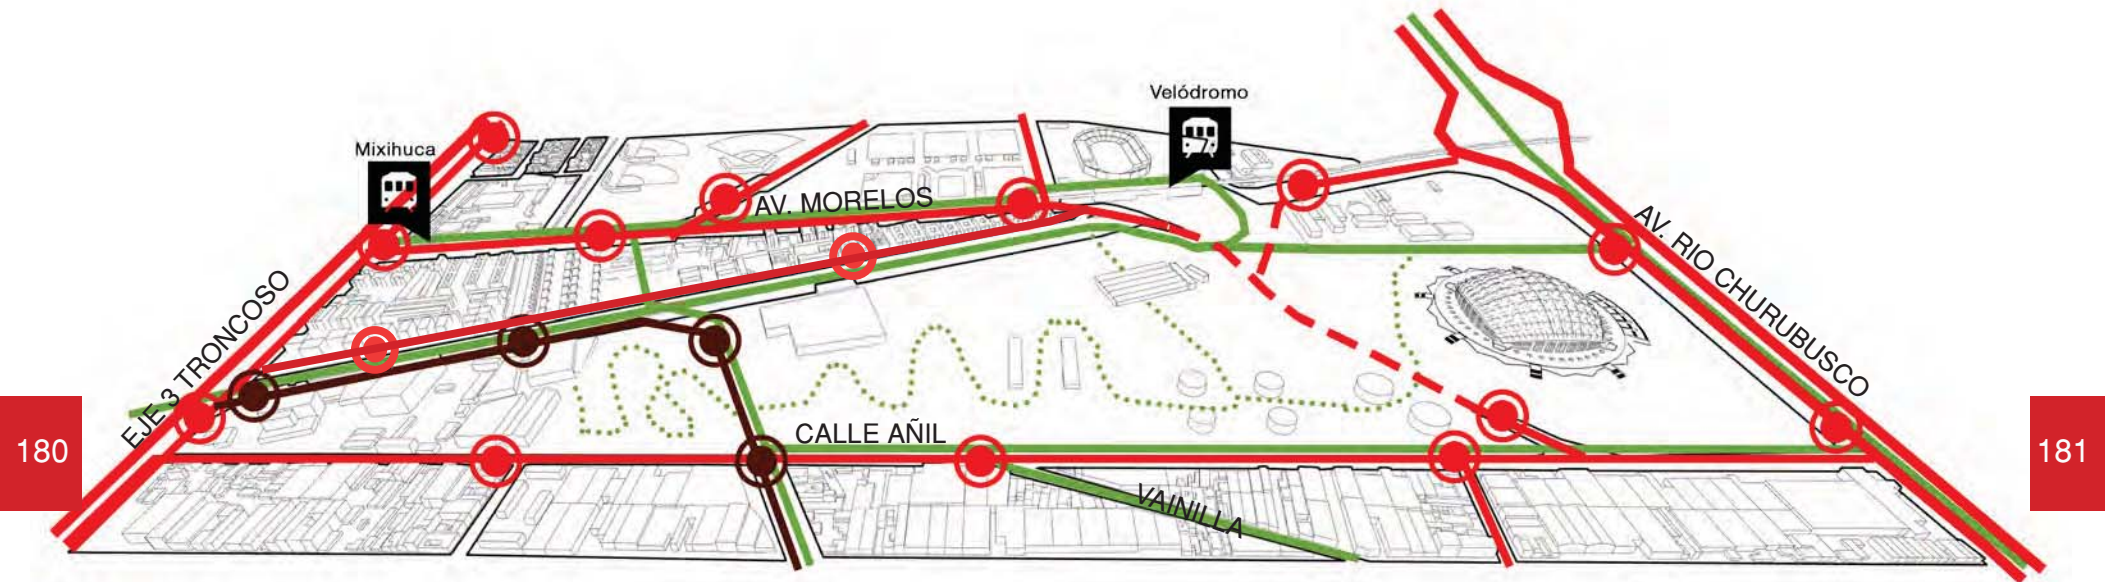 Velódromo
Mixihuca
AV. MORELOS
AV. RIO CHURUBUSCO
EJE 3 TRONCOSO
180
CALLE AÑIL
181
VAINILLA